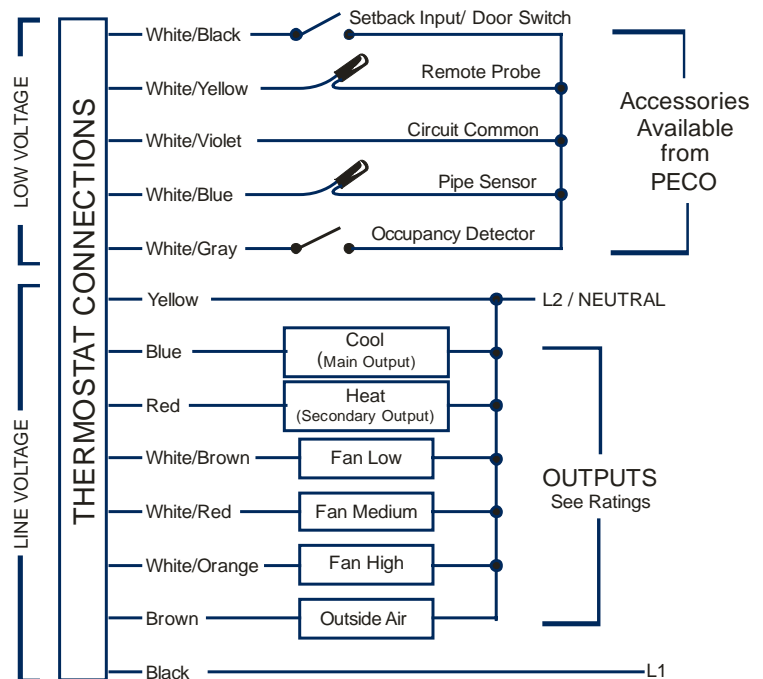 LOW VOLTAGE
LINE VOLTAGE
THERMOSTAT CONNECTIONS
White/Black
Setback Input/ Door Switch
White/Yellow
Remote Probe
White/Violet
Circuit Common
White/Blue
Pipe Sensor
White/Gray
Occupancy Detector
Accessories
Available
from
PECO
Yellow
L2 / NEUTRAL
Blue
Cool
(Main Output)
Red
Heat
(Secondary Output)
White/Brown
Fan Low
White/Red
Fan Medium
White/Orange
Fan High
Brown
Outside Air
OUTPUTS
See Ratings
Black
L1